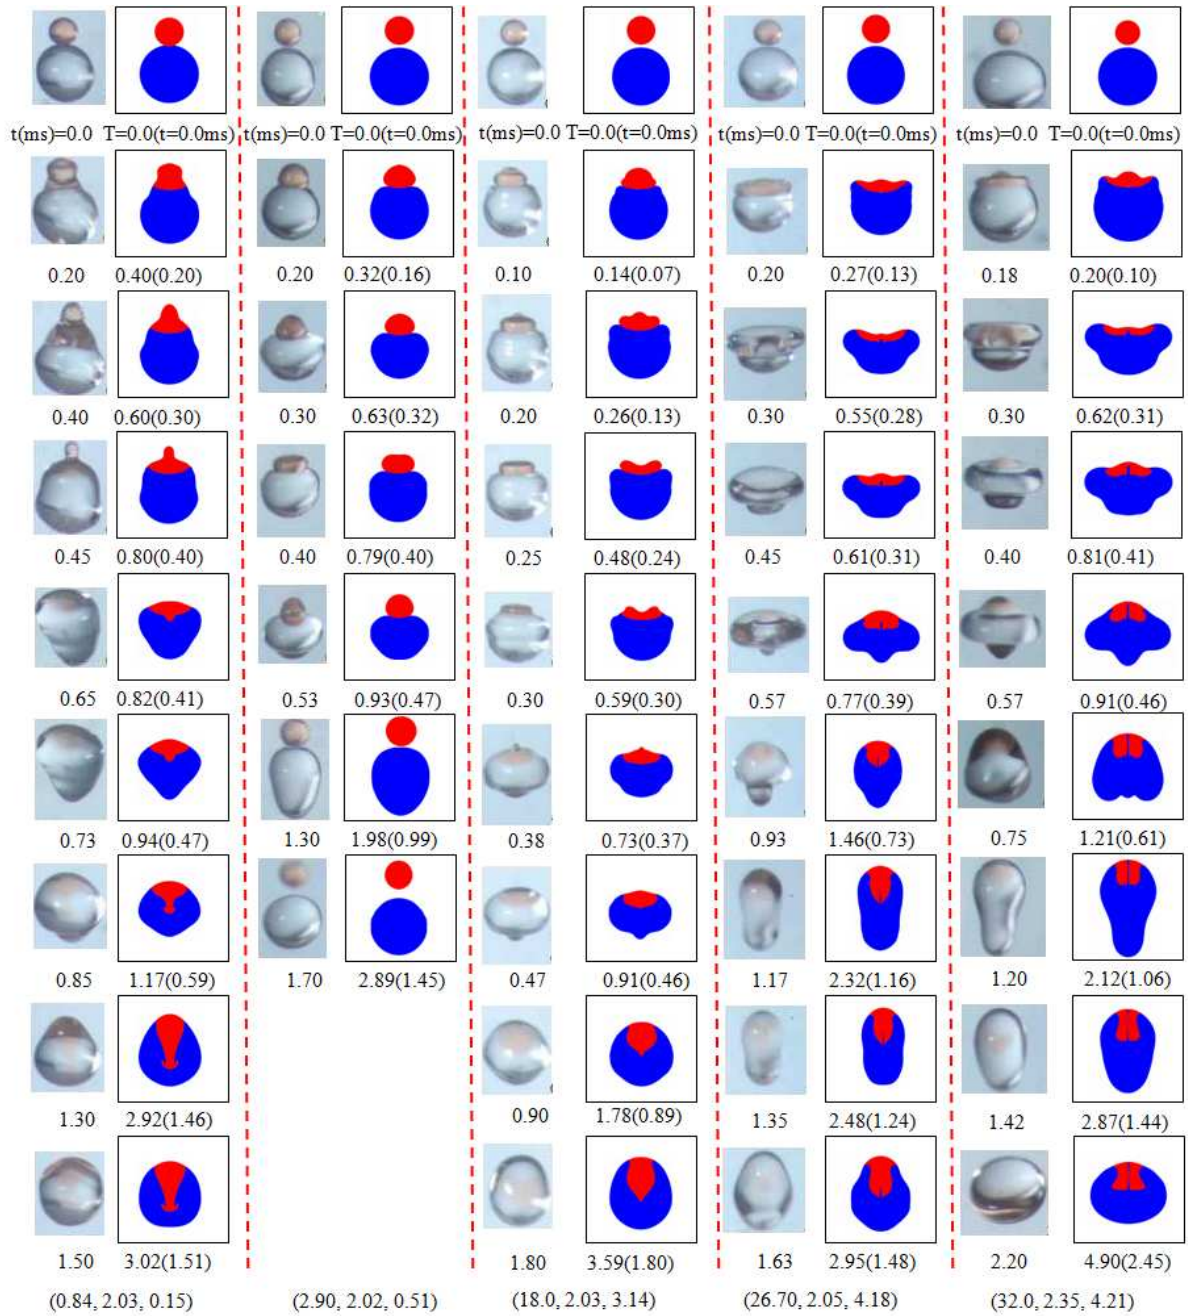 t(ms)=0.0 T=0.0(t=0.0ms) t(ms)=0.0 T=0.0(t=0.0ms) t(ms)=0.0 T=0.0(t=0.0ms) t(ms)=0.0 T=0.0(t=0.0ms) t(ms)=0.0 T=0.0(t=0.0ms)
0.20 0.40(0.20) 0.20 0.32(0.16) 0.10 0.14(0.07) 0.20 0.27(0.13) 0.18 0.20(0.10)
0.40 0.60(0.30) 0.30 0.63(0.32) 0.20 0.26(0.13) 0.30 0.55(0.28) 0.30 0.62(0.31)
0.45 0.80(0.40) 0.40 0.79(0.40) 0.25 0.48(0.24) 0.45 0.61(0.31) 0.40 0.81(0.41)
0.65 0.82(0.41) 0.53 0.93(0.47) 0.30 0.59(0.30) 0.57 0.77(0.39) 0.57 0.91(0.46)
0.73 0.94(0.47) 1.30 1.98(0.99) 0.38 0.73(0.37) 0.93 1.46(0.73) 0.75 1.21(0.61)
0.85 1.17(0.59) 1.70 2.89(1.45) 0.47 0.91(0.46) 1.17 2.32(1.16) 1.20 2.12(1.06)
1.30 2.92(1.46) 0.90 1.78(0.89) 1.35 2.48(1.24) 1.42 2.87(1.44)
1.50 3.02(1.51) 1.80 3.59(1.80) 1.63 2.95(1.48) 2.20 4.90(2.45)
(0.84, 2.03, 0.15) (2.90, 2.02, 0.51) (18.0, 2.03, 3.14) (26.70, 2.05, 4.18) (32.0, 2.35, 4.21)